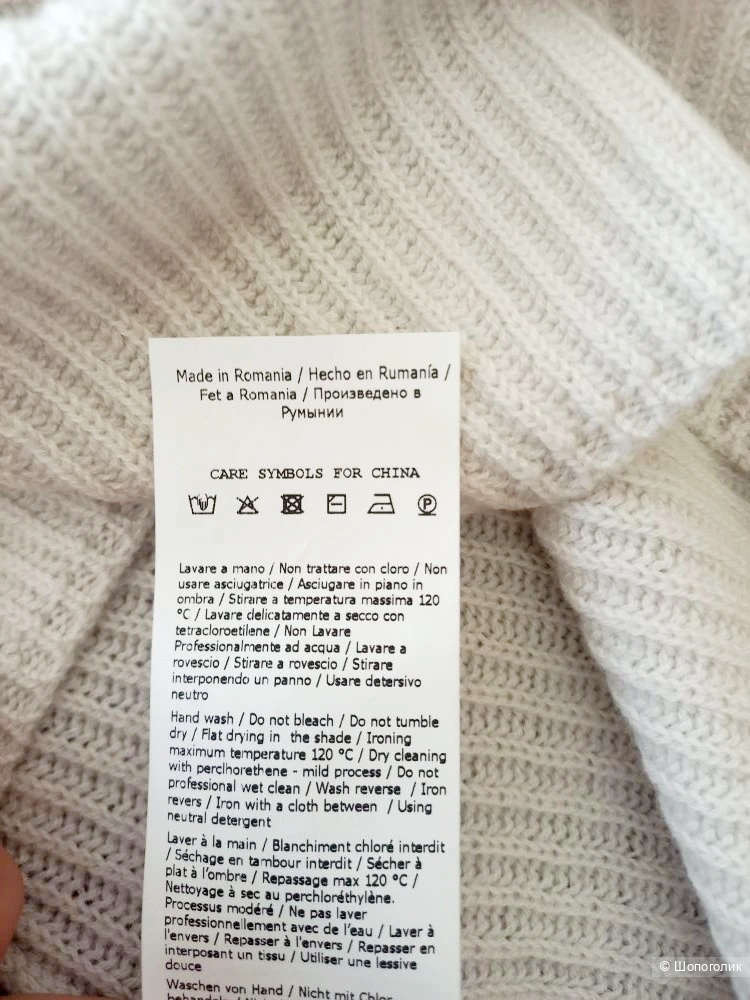 Made in Romania / Hecho en Rumanía /
Fet a Romania / Произведено в
Румынии
CARE SYMBOLS FOR CHINA
P
Lavare a mano / Non trattare con cloro / Non
usare asciugatrice / Asciugare in piano in
ombra / Stirare a temperatura massima 120
°C / Lavare delicatamente a secco con
tetracloroetilene / Non Lavare
Professionalmente ad acqua / Lavare a
rovescio / Stirare a rovescio / Stirare
interponendo un panno / Usare detersivo
neutro
Hand wash / Do not bleach / Do not tumble
dry / Flat drying in the shade / Ironing
maximum temperature 120 °C / Dry cleaning
with perclhorethene - mild process / Do not
professional wet clean / Wash reverse / Iron
revers / Iron with a cloth between / Using
neutral detergent
Laver à la main / Blanchiment chloré interdit
/ Séchage en tambour interdit / Sécher à
plat à l'ombre / Repassage max 120 °C /
Nettoyage à sec au perchloréthylène.
Processus modéré / Ne pas laver
professionnellement avec de l'eau / Laver à
l'envers / Repasser à l'envers / Repasser en
interposant un tissu / Utiliser une lessive
douce
Waschen von Hand / Nicht mit Chlor
© Шопоголик